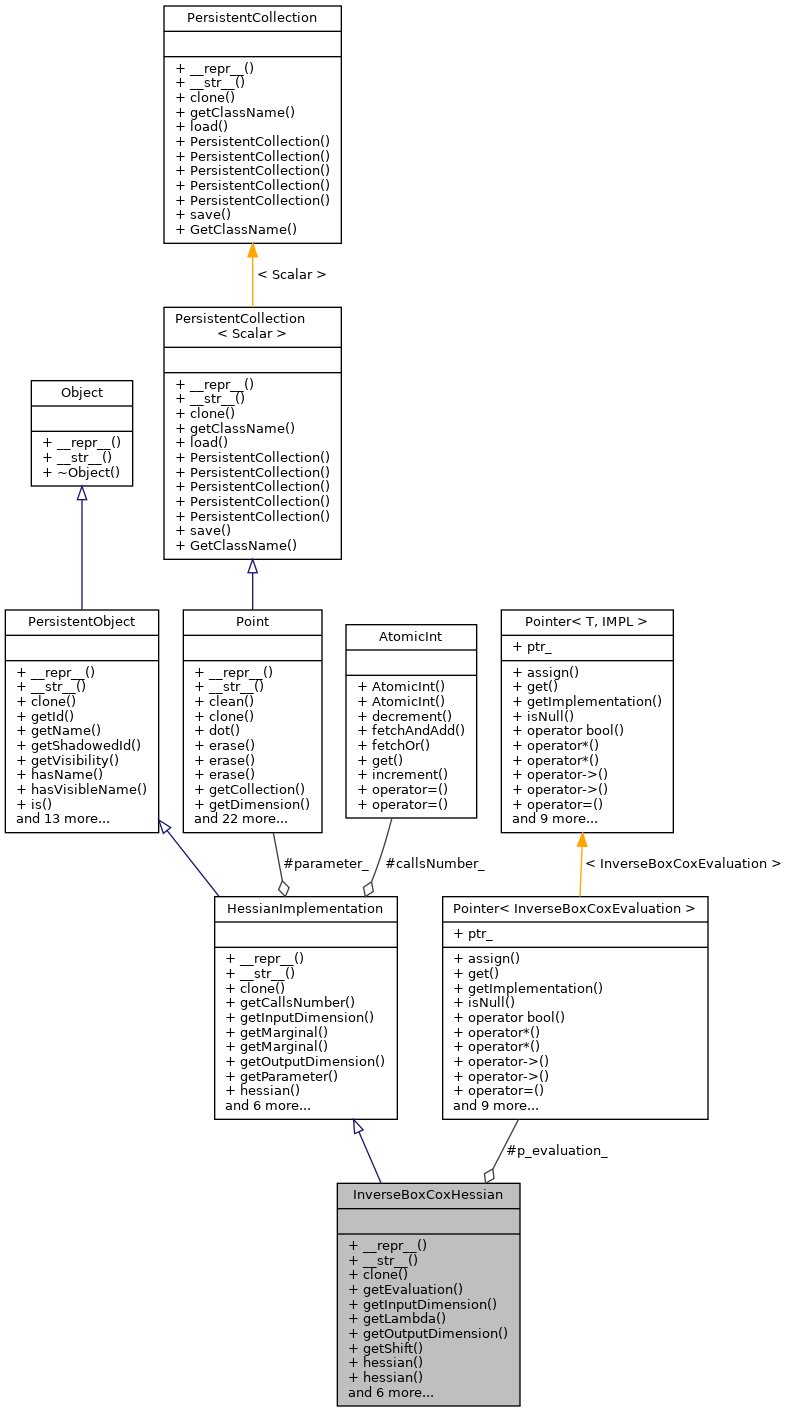 PersistentCollection
+ __repr__()
+ __str__()
+ clone()
+ getClassName()
+ load()
+ PersistentCollection()
+ PersistentCollection()
+ PersistentCollection()
+ PersistentCollection()
+ PersistentCollection()
+ save()
+ GetClassName()
< Scalar >
PersistentCollection
< Scalar >
+ __repr__()
+ __str__()
+ clone()
+ getClassName()
+ load()
+ PersistentCollection()
+ PersistentCollection()
+ PersistentCollection()
+ PersistentCollection()
+ PersistentCollection()
+ save()
+ GetClassName()
Object
+ __repr__()
+ __str__()
+ ~Object()
PersistentObject
+ __repr__()
+ __str__()
+ clone()
+ getId()
+ getName()
+ getShadowedId()
+ getVisibility()
+ hasName()
+ hasVisibleName()
+ is()
and 13 more...
Point
+ __repr__()
+ __str__()
+ clean()
+ clone()
+ dot()
+ erase()
+ erase()
+ erase()
+ getCollection()
+ getDimension()
and 22 more...
AtomicInt
+ AtomicInt()
+ AtomicInt()
+ decrement()
+ fetchAndAdd()
+ fetchOr()
+ get()
+ increment()
+ operator=()
+ operator=()
Pointer< T, IMPL >
+ ptr_
+ assign()
+ get()
+ getImplementation()
+ isNull()
+ operator bool()
+ operator*()
+ operator*()
+ operator->()
+ operator->()
+ operator=()
and 9 more...
#parameter_
#callsNumber_
< InverseBoxCoxEvaluation >
HessianImplementation
+ __repr__()
+ __str__()
+ clone()
+ getCallsNumber()
+ getInputDimension()
+ getMarginal()
+ getMarginal()
+ getOutputDimension()
+ getParameter()
+ hessian()
and 6 more...
Pointer< InverseBoxCoxEvaluation >
+ ptr_
+ assign()
+ get()
+ getImplementation()
+ isNull()
+ operator bool()
+ operator*()
+ operator*()
+ operator->()
+ operator->()
+ operator=()
and 9 more...
#p_evaluation_
InverseBoxCoxHessian
+ __repr__()
+ __str__()
+ clone()
+ getEvaluation()
+ getInputDimension()
+ getLambda()
+ getOutputDimension()
+ getShift()
+ hessian()
+ hessian()
and 6 more...